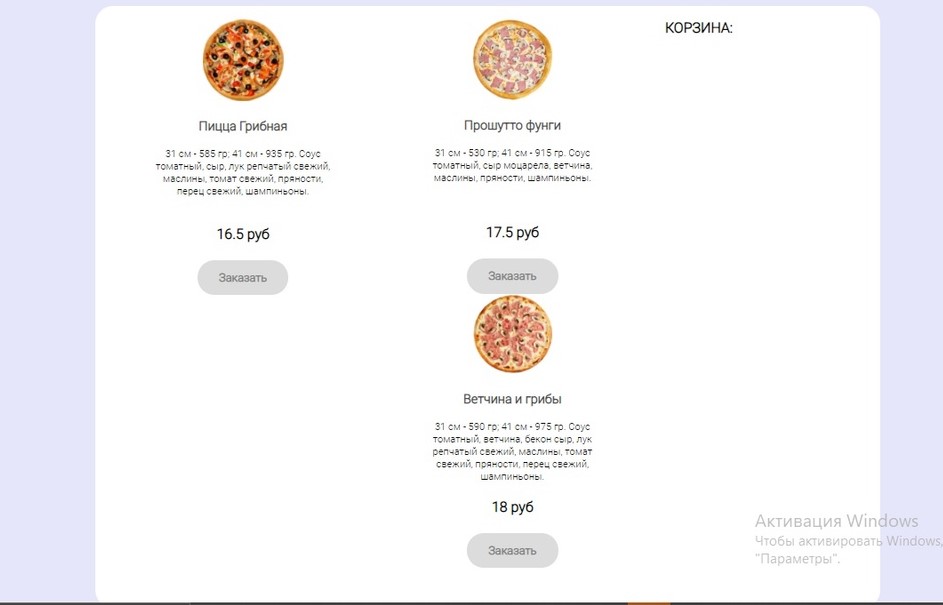 КОРЗИНА:
Пицца Грибная
31 см - 585 гр; 41 см - 935 гр. Соус
томатный, сыр, лук репчатый свежий,
маслины, томат свежий, пряности,
перец свежий, шампиньоны.
16.5 руб
Заказать
Прошутто фунги
31 см - 530 гр; 41 см - 915 гр. Соус
томатный, сыр моцарела, ветчина,
маслины, пряности, шампиньоны.
17.5 руб
Заказать
Ветчина и грибы
31 см - 590 гр; 41 см - 975 гр. Соус
томатный, ветчина, бекон сыр, лук
репчатый свежий, маслины, томат
свежий, пряности, перец свежий,
шампиньоны.
18 руб
Заказать
Активация Windows
Чтобы активировать Windows,
"Параметры".